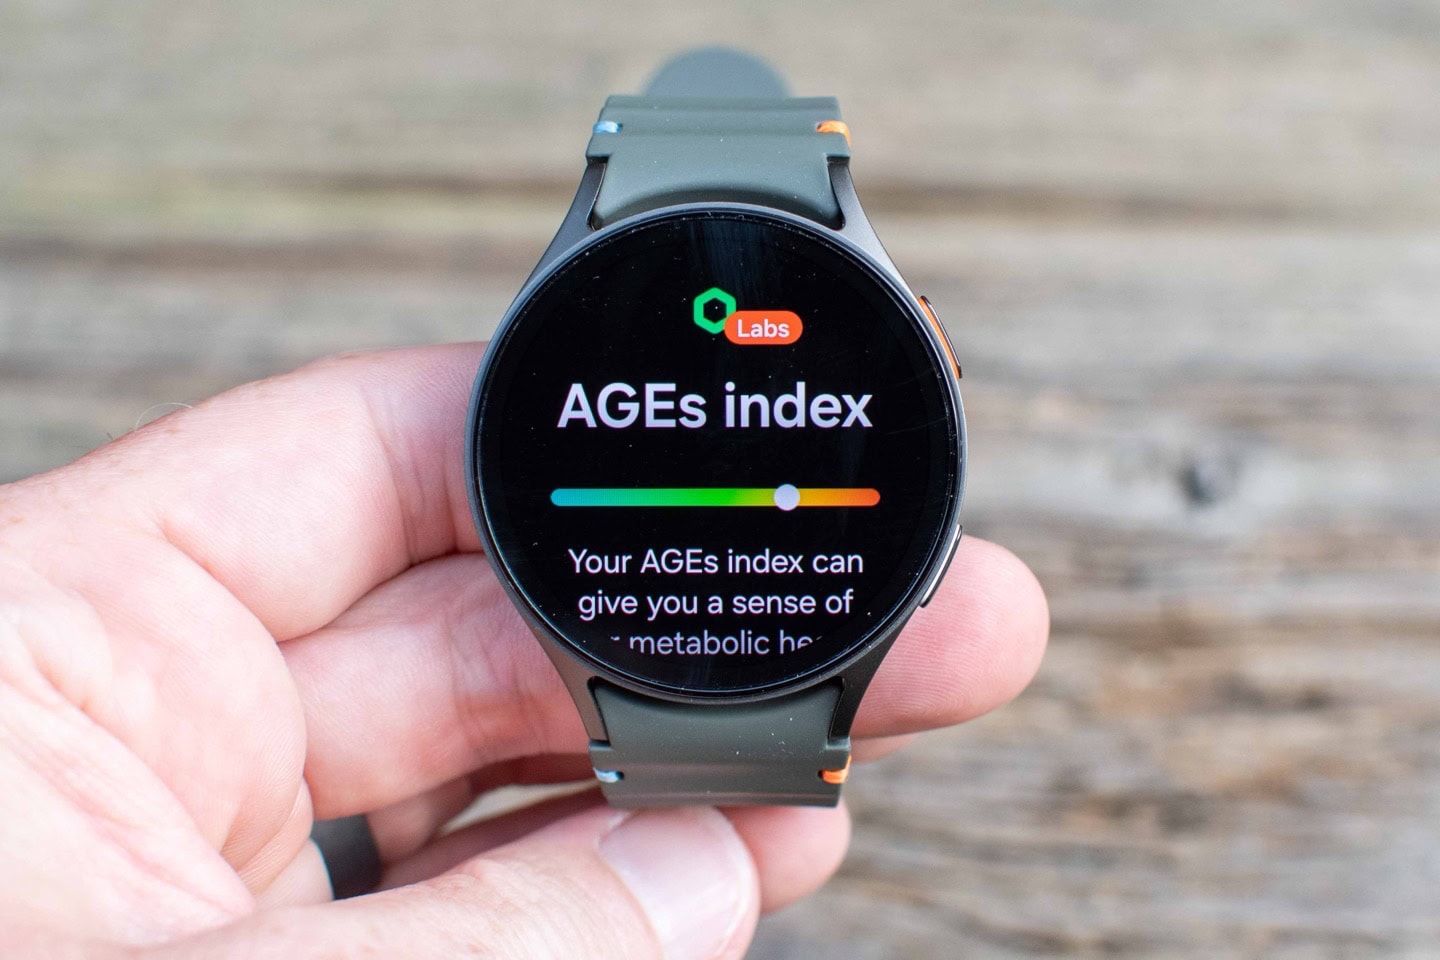 Labs
AGEs index
Your AGEs index can
give you a sense of
metabolic